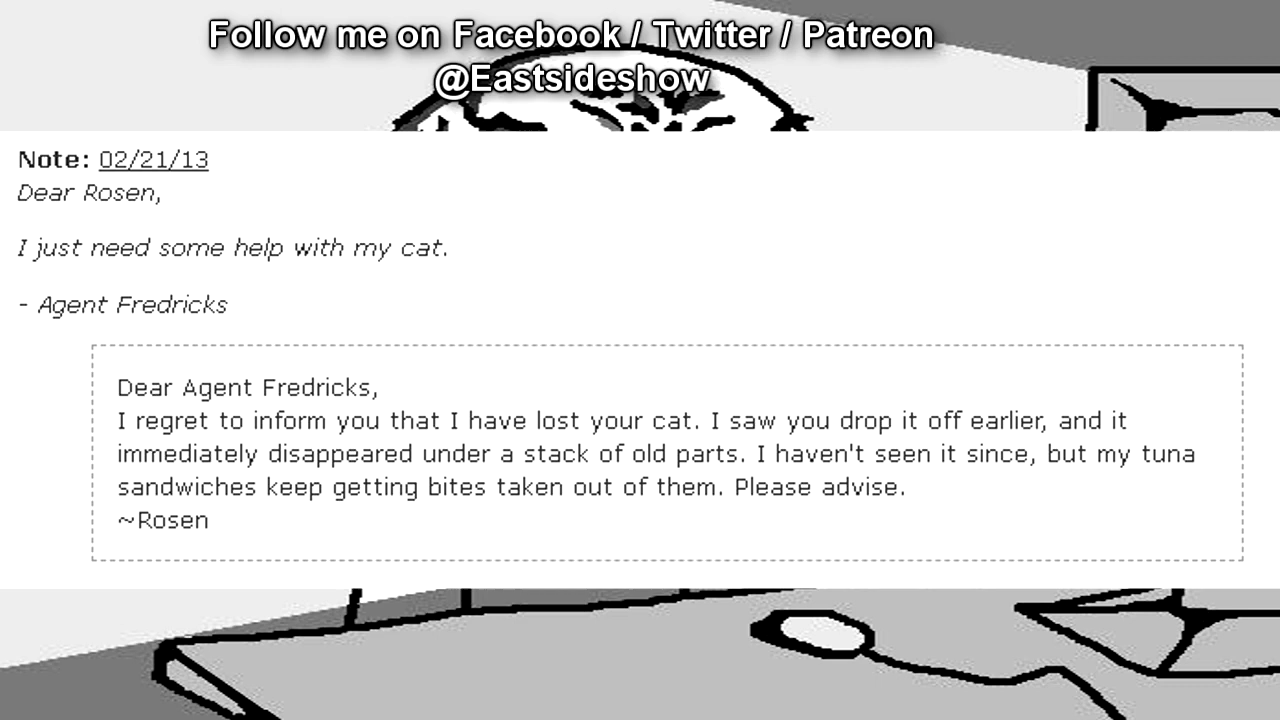 Follow me on Facebook / Twitter / Patreon
@Eastsideshow
Note: 02/21/13
Dear Rosen,
I just need some help with my cat.
- Agent Fredricks
Dear Agent Fredricks,
I regret to inform you that I have lost your cat. I saw you drop it off earlier, and it
immediately disappeared under a stack of old parts. I haven't seen it since, but my tuna
sandwiches keep getting bites taken out of them. Please advise.
~Rosen